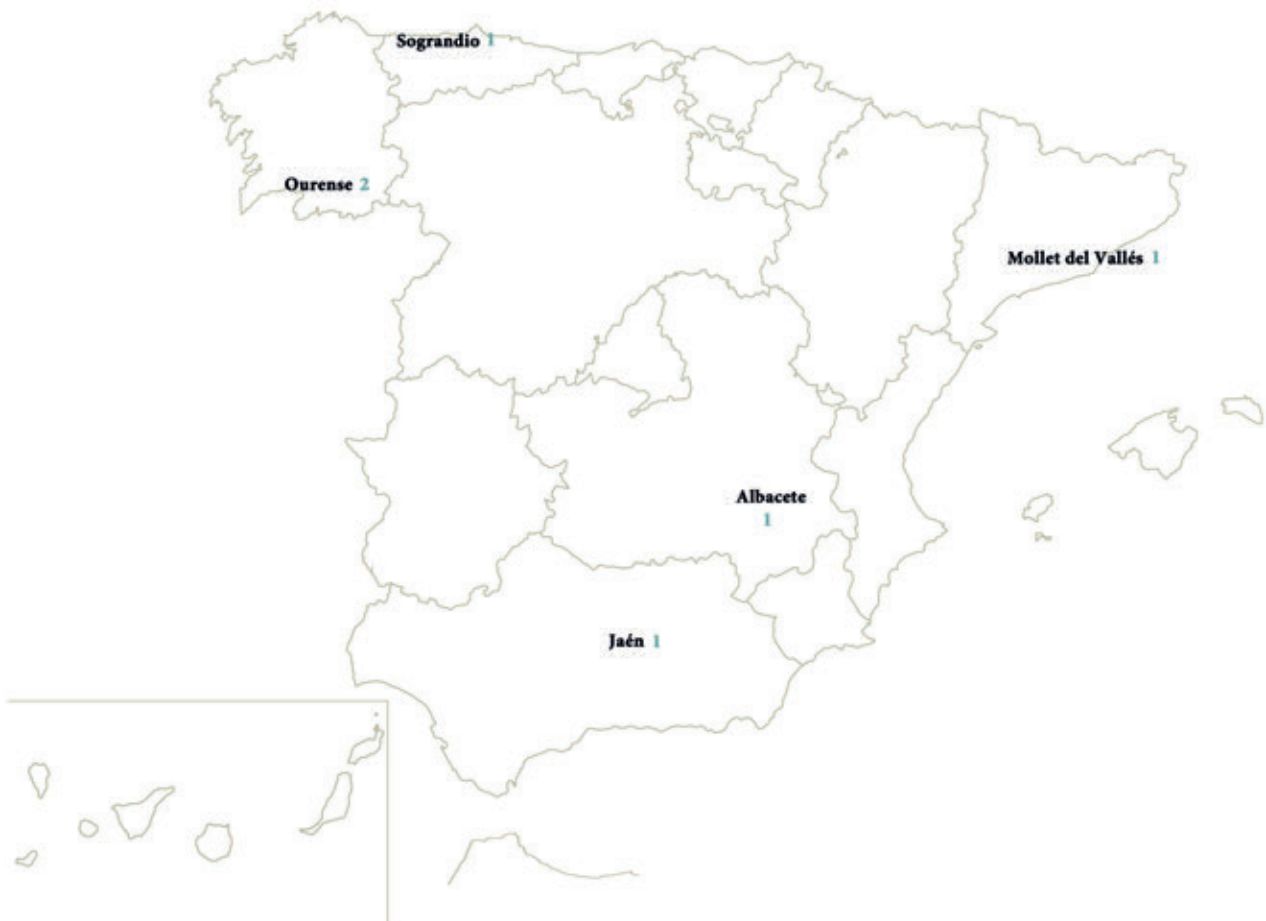 Sograndio 1
Ourense 2
Mollet del Vallés 1
Albacete
1
Jaén 1